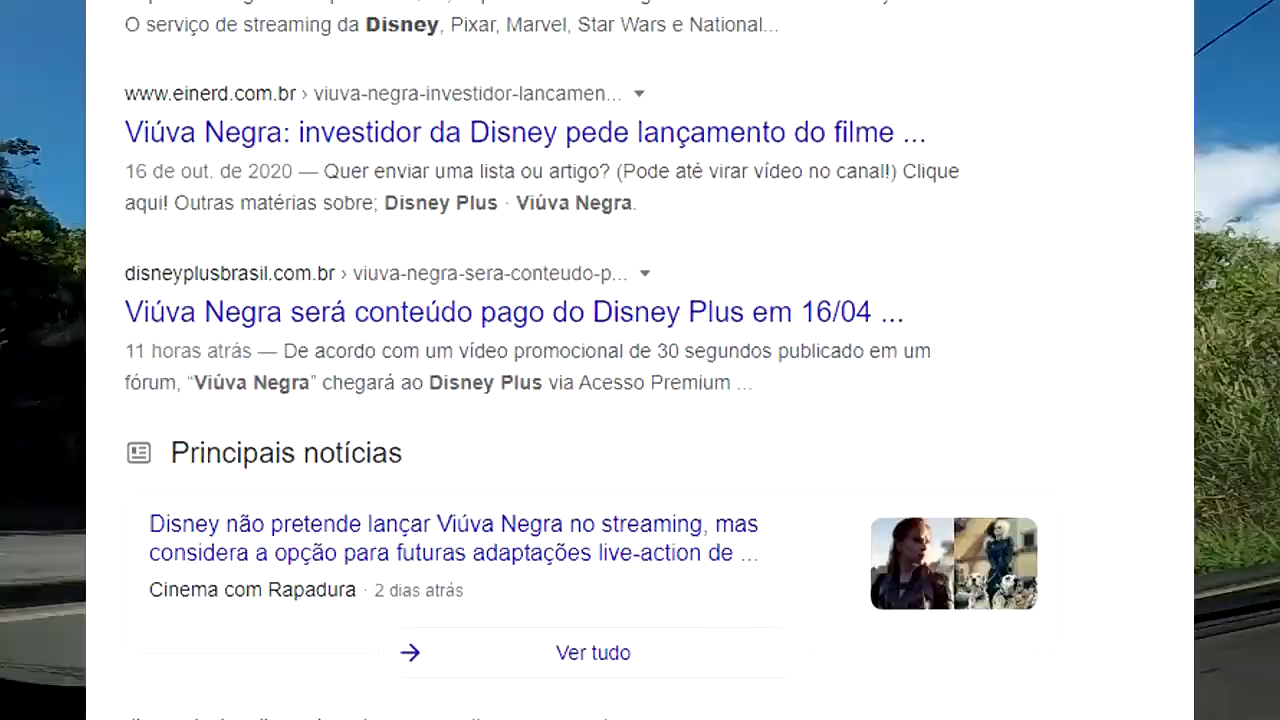 O serviço de streaming da Disney, Pixar, Marvel, Star Wars e National...
www.einerd.com.br › viuva-negra-investidor-lancamen...
Viúva Negra: investidor da Disney pede lançamento do filme ...
16 de out. de 2020 — Quer enviar uma lista ou artigo? (Pode até virar vídeo no canal!) Clique
aqui! Outras matérias sobre; Disney Plus · Viúva Negra.
disneyplusbrasil.com.br › viuva-negra-sera-conteudo-p...
Viúva Negra será conteúdo pago do Disney Plus em 16/04 ...
11 horas atrás — De acordo com um vídeo promocional de 30 segundos publicado em um
fórum, “Viúva Negra” chegará ao Disney Plus via Acesso Premium ...
Principais notícias
Disney não pretende lançar Viúva Negra no streaming, mas
considera a opção para futuras adaptações live-action de ...
Cinema com Rapadura · 2 dias atrás
Ver tudo